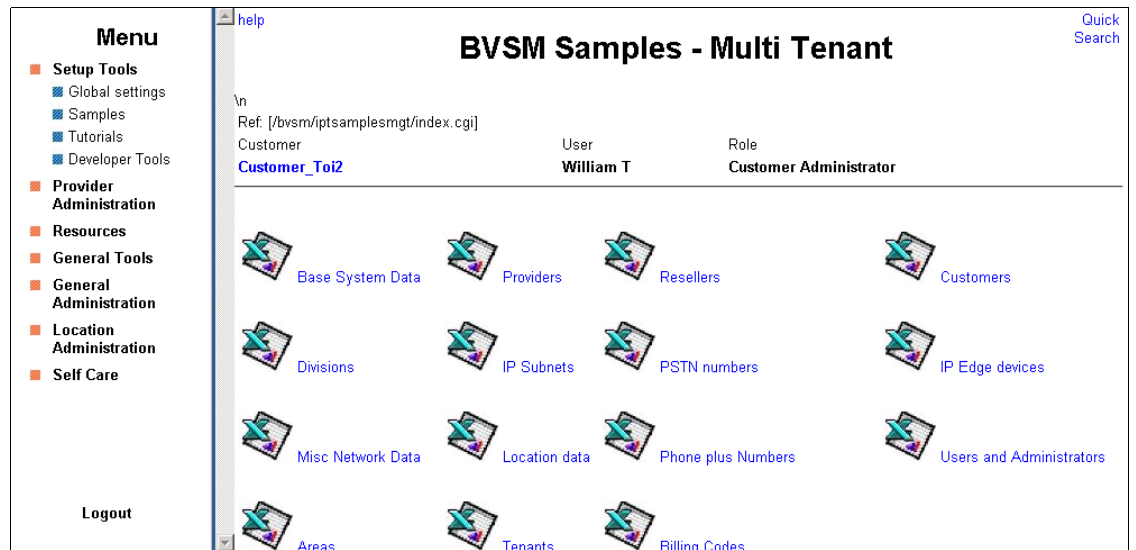 Menu
Setup Tools
Global settings
Samples
Tutorials
Developer Tools
Provider
Administration
Resources
General Tools
General
Administration
Location
Administration
Self Care
Logout
help
Quick
Search
BVSM Samples - Multi Tenant
\n
Ref: [/bvsm/iptsamplesmgt/index.cgi]
Customer User Role
Customer_Toi2 William T Customer Administrator
Base System Data Providers Resellers Customers
Divisions IP Subnets PSTN numbers IP Edge devices
Misc Network Data Location data Phone plus Numbers Users and Administrators
Areas Tenants Billing Codes